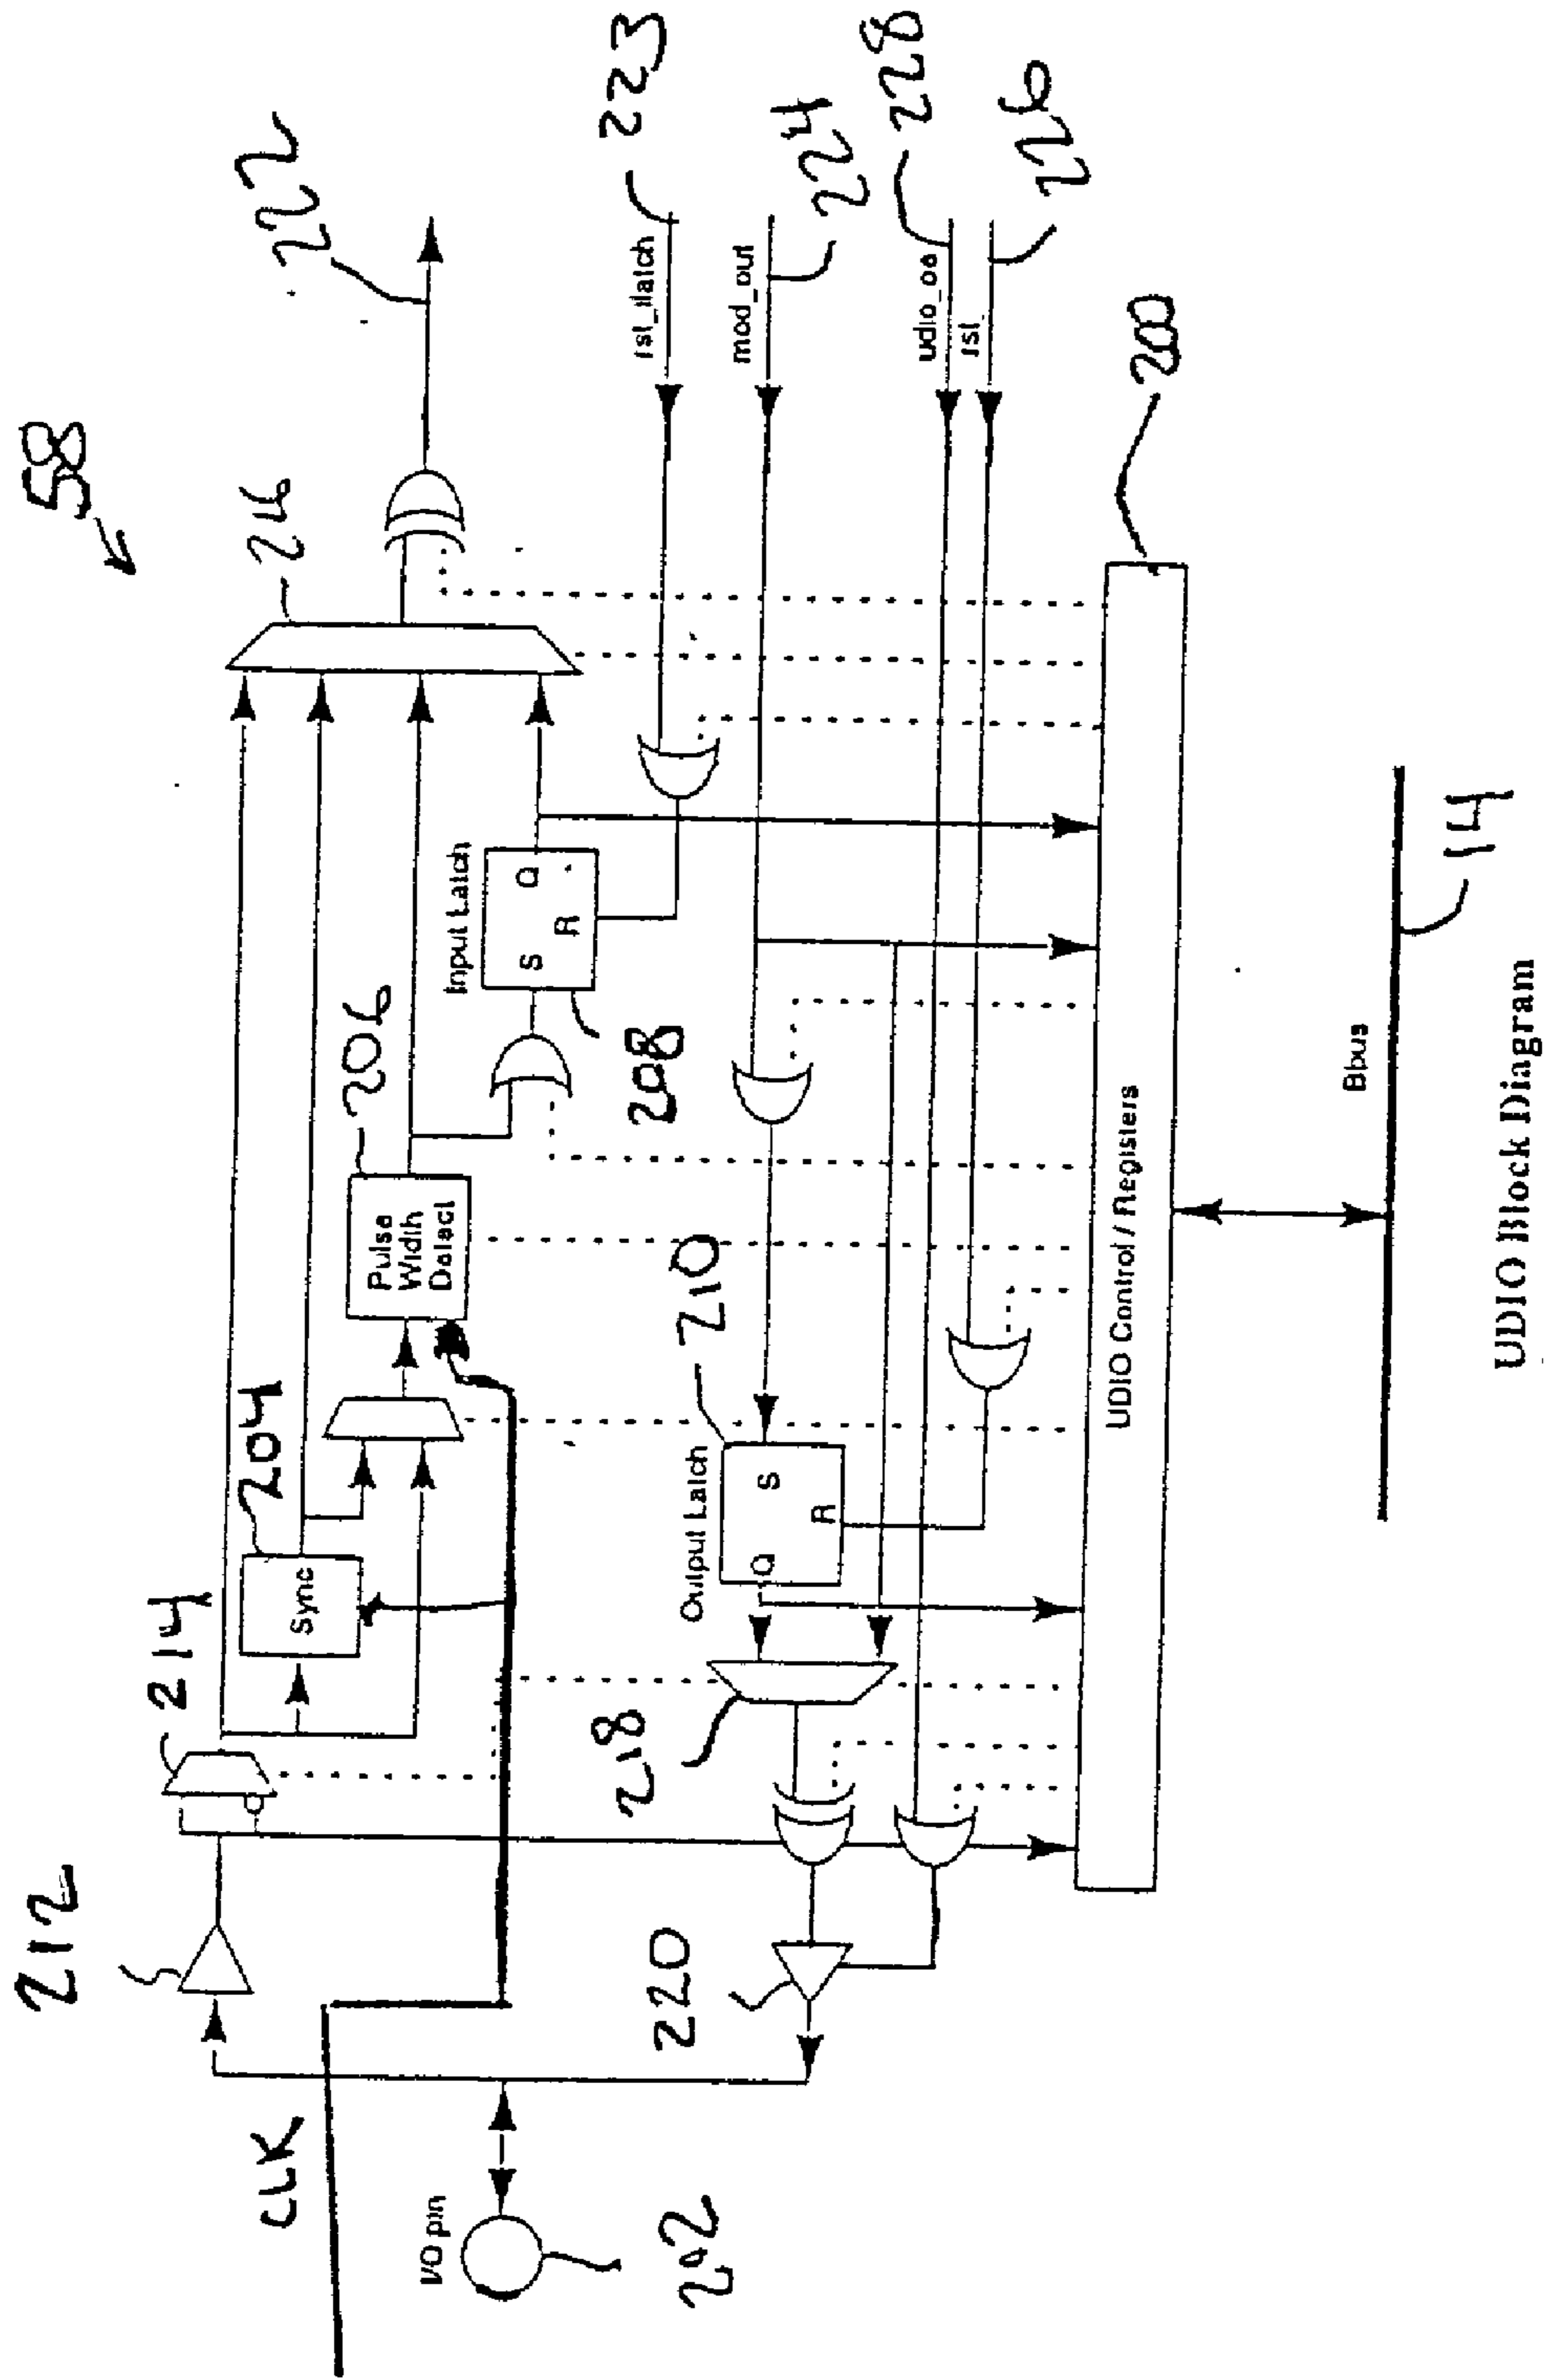 58
212
214
204
206
216
222
CLK
Sync
Pulse
Width
Detect
Input Latch
S
Q
R
208
rst_ilatch
223
I/O pin
202
218
210
Output Latch
Q
S
R
mod_out
224
220
udio_oe
228
rst
226
UDIO Control / Registers
200
Bbus
14
UDIO Block Diagram